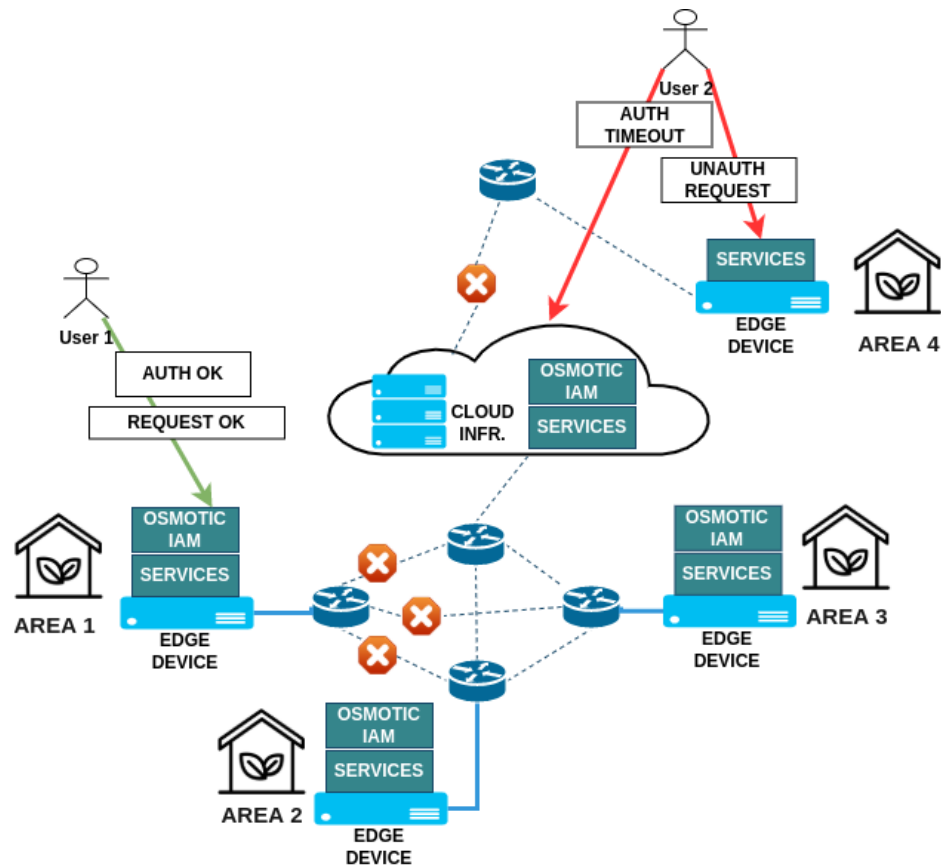 User 2
AUTH
TIMEOUT
UNAUTH
REQUEST
SERVICES
EDGE
DEVICE
AREA 4
User 1
AUTH OK
REQUEST OK
CLOUD
INFR.
OSMOTIC
IAM
SERVICES
OSMOTIC
IAM
SERVICES
AREA 1
EDGE
DEVICE
OSMOTIC
IAM
SERVICES
AREA 3
EDGE
DEVICE
OSMOTIC
IAM
SERVICES
AREA 2
EDGE
DEVICE